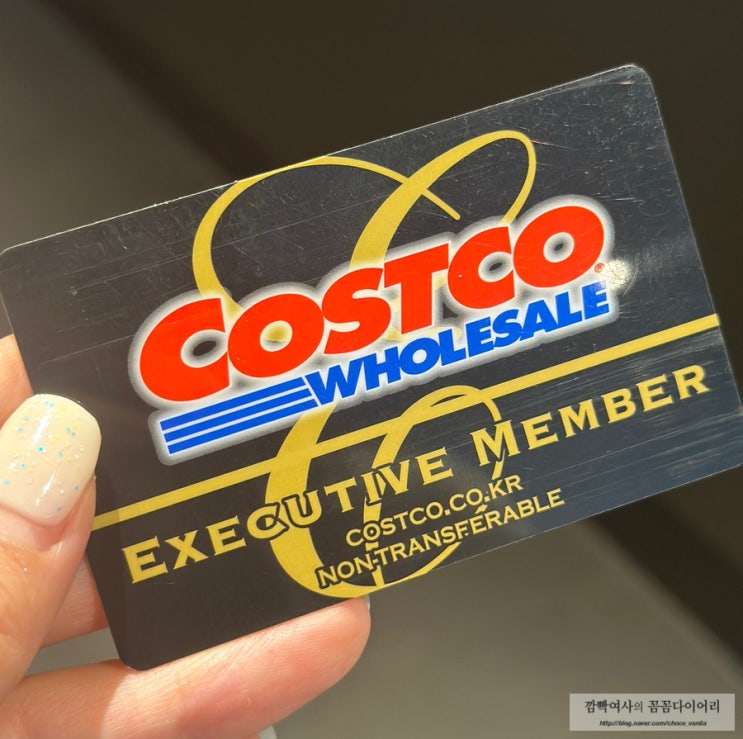 COSTCO®
WHOLESALE
EXECUTIVE MEMBER
COSTCO.CO.KR
NON-TRANSFERABLE
깜빡여사의 꼼꼼다이어리
http://blog.naver.com/choco_vanila